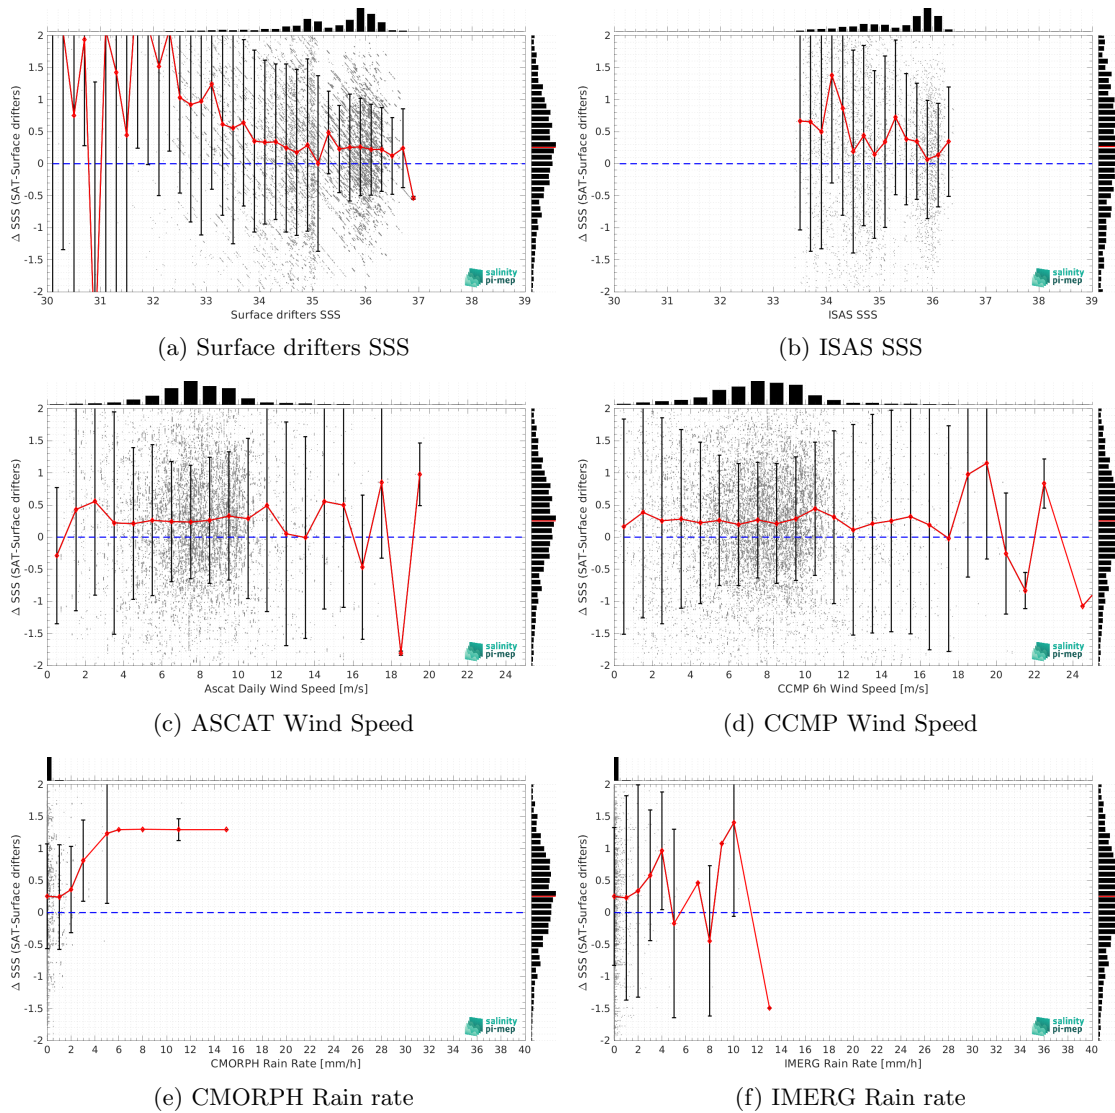 Δ SSS (SAT-Surface drifters)
2
1.5
1
0.5
0
-0.5
-1
-1.5
-2
30 31 32 33 34 35 36 37 38 39
Surface drifters SSS
salinity
pi-mep
(a) Surface drifters SSS
Δ SSS (SAT-Surface drifters)
2
1.5
1
0.5
0
-0.5
-1
-1.5
-2
30 31 32 33 34 35 36 37 38 39
ISAS SSS
salinity
pi-mep
(b) ISAS SSS
Δ SSS (SAT-Surface drifters)
2
1.5
1
0.5
0
-0.5
-1
-1.5
-2
0 2 4 6 8 10 12 14 16 18 20 22 24
Ascat Daily Wind Speed [m/s]
salinity
pi-mep
(c) ASCAT Wind Speed
Δ SSS (SAT-Surface drifters)
2
1.5
1
0.5
0
-0.5
-1
-1.5
-2
0 2 4 6 8 10 12 14 16 18 20 22 24
CCMP 6h Wind Speed [m/s]
salinity
pi-mep
(d) CCMP Wind Speed
Δ SSS (SAT-Surface drifters)
2
1.5
1
0.5
0
-0.5
-1
-1.5
-2
0 2 4 6 8 10 12 14 16 18 20 22 24 26 28 30 32 34 36 38 40
CMORPH Rain Rate [mm/h]
salinity
pi-mep
(e) CMORPH Rain rate
Δ SSS (SAT-Surface drifters)
2
1.5
1
0.5
0
-0.5
-1
-1.5
-2
0 2 4 6 8 10 12 14 16 18 20 22 24 26 28 30 32 34 36 38 40
IMERG Rain Rate [mm/h]
salinity
pi-mep
(f) IMERG Rain rate